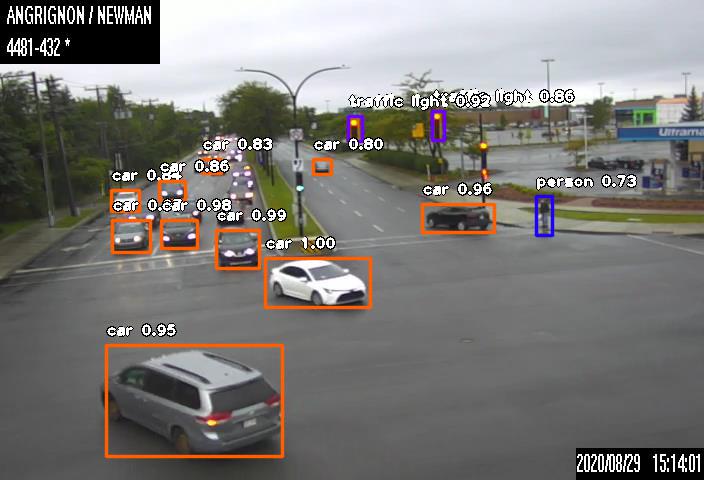 ANGRIGNON / NEWMAN
4481-432 *
traffic light 0.92
traffic light 0.86
car 0.83
car 0.80
car 0.86
car 0.84
person 0.73
car 0.96
car 0.98
car 0.99
car 1.00
Ultrama
car 0.95
2020/08/29 15:14:01